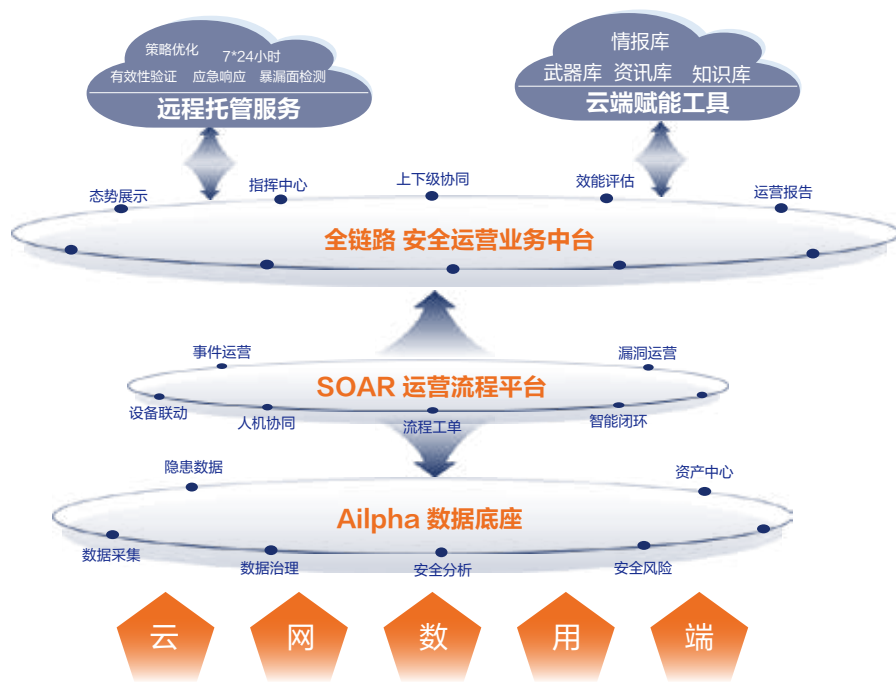 策略优化
7*24小时
有效性验证
应急响应
暴漏面检测
远程托管服务
情报库
武器库
资讯库
知识库
云端赋能工具
态势展示
指挥中心
上下级协同
效能评估
运营报告
全链路 安全运营业务中台
事件运营
漏洞运营
SOAR 运营流程平台
设备联动
人机协同
流程工单
智能闭环
隐患数据
资产中心
Ailpha 数据底座
数据采集
数据治理
安全分析
安全风险
云
网
数
用
端